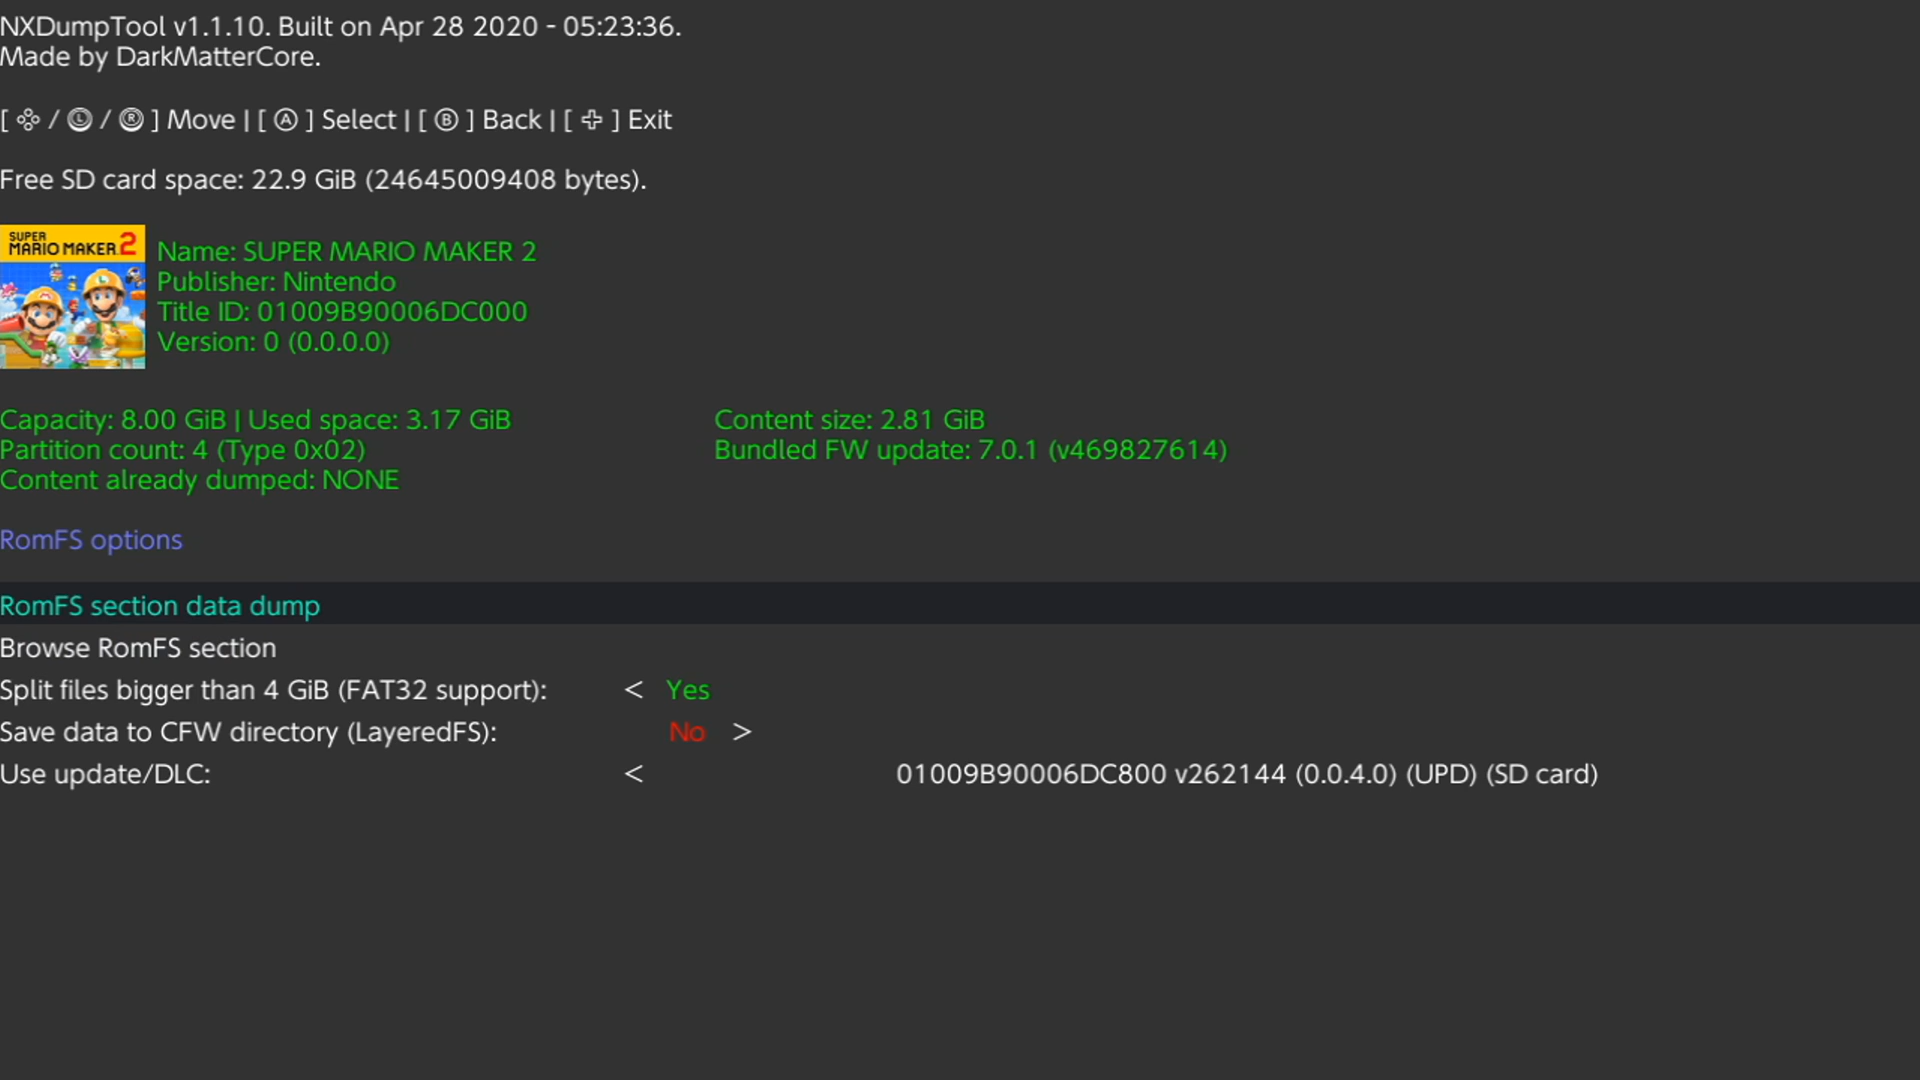 NXDumpTool v1.1.10. Built on Apr 28 2020 - 05:23:36.
Made by DarkMatterCore.
[ / L / R ] Move | [ A ] Select | [ B ] Back | [ + ] Exit
Free SD card space: 22.9 GiB (24645009408 bytes).
SUPER
MARIO MAKER 2
Name: SUPER MARIO MAKER 2
Publisher: Nintendo
Title ID: 01009B90006DC000
Version: 0 (0.0.0.0)
Capacity: 8.00 GiB | Used space: 3.17 GiB Content size: 2.81 GiB
Partition count: 4 (Type 0x02) Bundled FW update: 7.0.1 (v469827614)
Content already dumped: NONE
RomFS options
RomFS section data dump
Browse RomFS section
Split files bigger than 4 GiB (FAT32 support): < Yes
Save data to CFW directory (LayeredFS): No >
Use update/DLC: < 01009B90006DC800 v262144 (0.0.4.0) (UPD) (SD card)